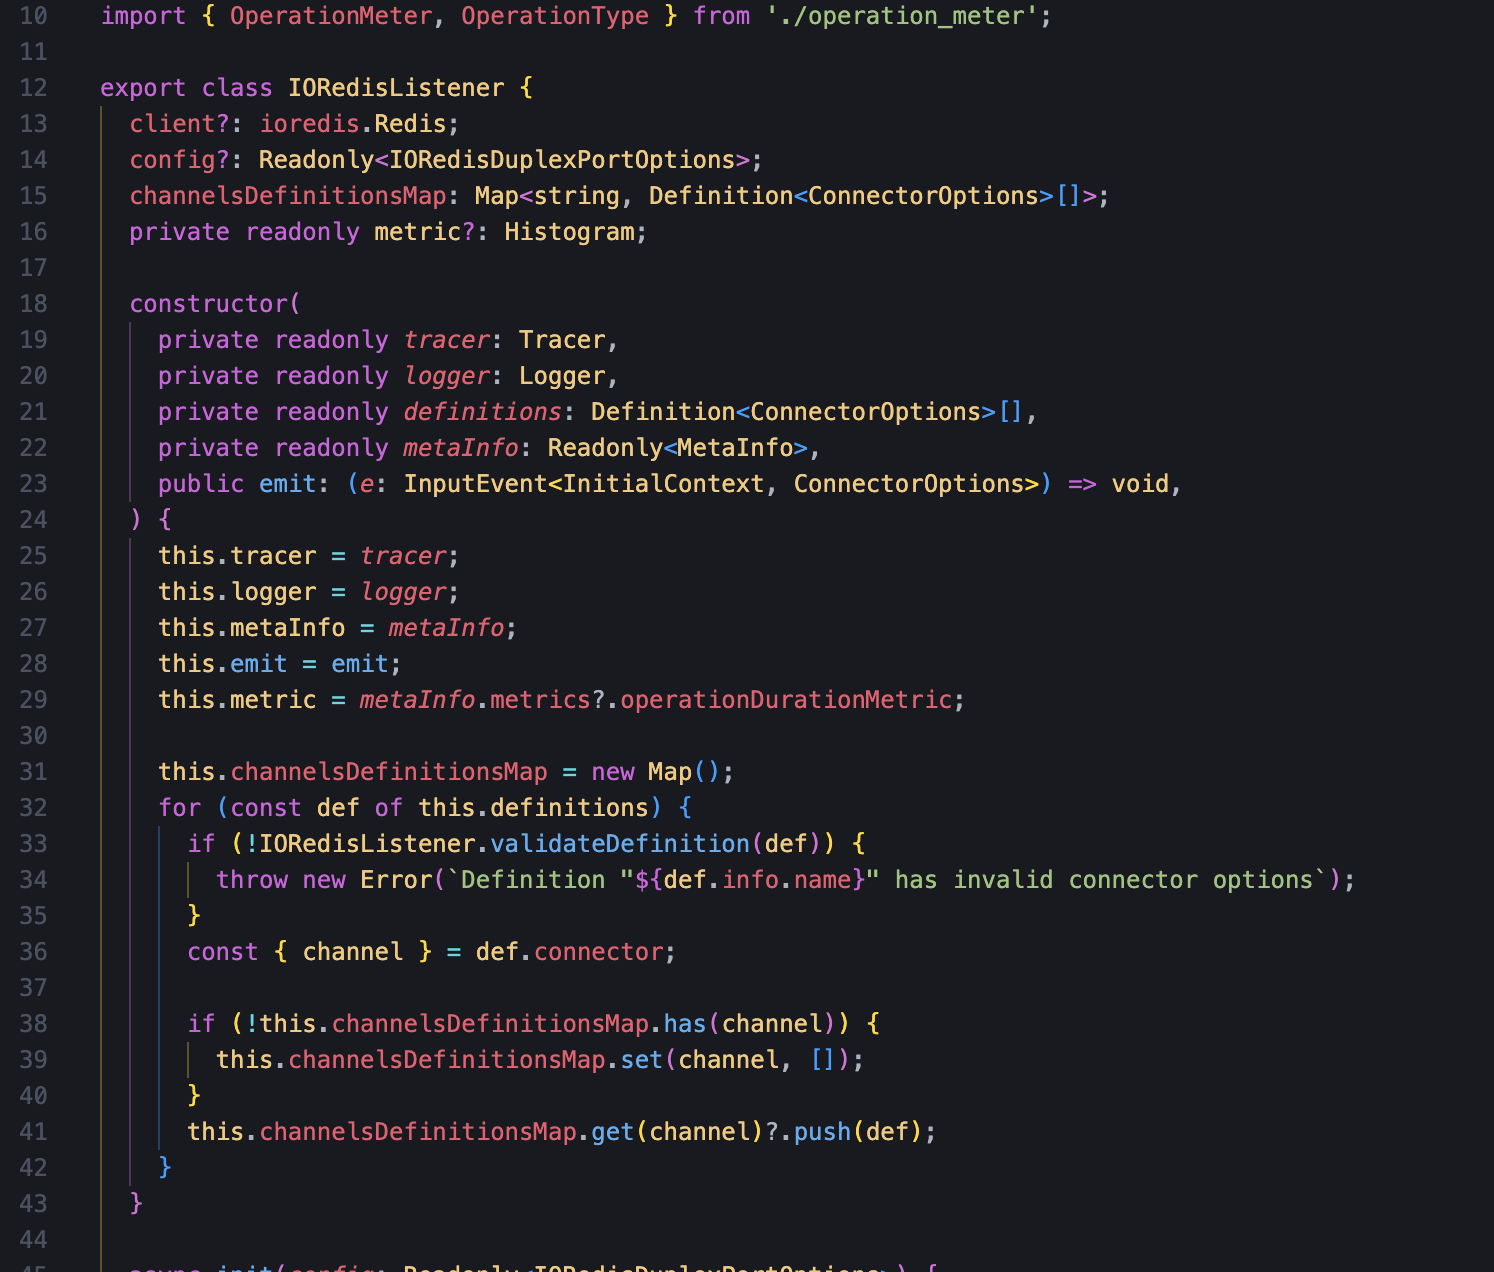 10 import { OperationMeter, OperationType } from './operation_meter';
11
12 export class IORedisListener {
13   client?: ioredis.Redis;
14   config?: Readonly<IORedisDuplexPortOptions>;
15   channelsDefinitionsMap: Map<string, Definition<ConnectorOptions>[]>;
16   private readonly metric?: Histogram;
17
18   constructor(
19     private readonly tracer: Tracer,
20     private readonly logger: Logger,
21     private readonly definitions: Definition<ConnectorOptions>[],
22     private readonly metaInfo: Readonly<MetaInfo>,
23     public emit: (e: InputEvent<InitialContext, ConnectorOptions>) => void,
24   ) {
25     this.tracer = tracer;
26     this.logger = logger;
27     this.metaInfo = metaInfo;
28     this.emit = emit;
29     this.metric = metaInfo.metrics?.operationDurationMetric;
30
31     this.channelsDefinitionsMap = new Map();
32     for (const def of this.definitions) {
33       if (!IORedisListener.validateDefinition(def)) {
34         throw new Error(`Definition "${def.info.name}" has invalid connector options`);
35       }
36       const { channel } = def.connector;
37
38       if (!this.channelsDefinitionsMap.has(channel)) {
39         this.channelsDefinitionsMap.set(channel, []);
40       }
41       this.channelsDefinitionsMap.get(channel)?.push(def);
42     }
43   }
44
45   async init(config: Readonly<IORedisDuplexPortOptions>) {